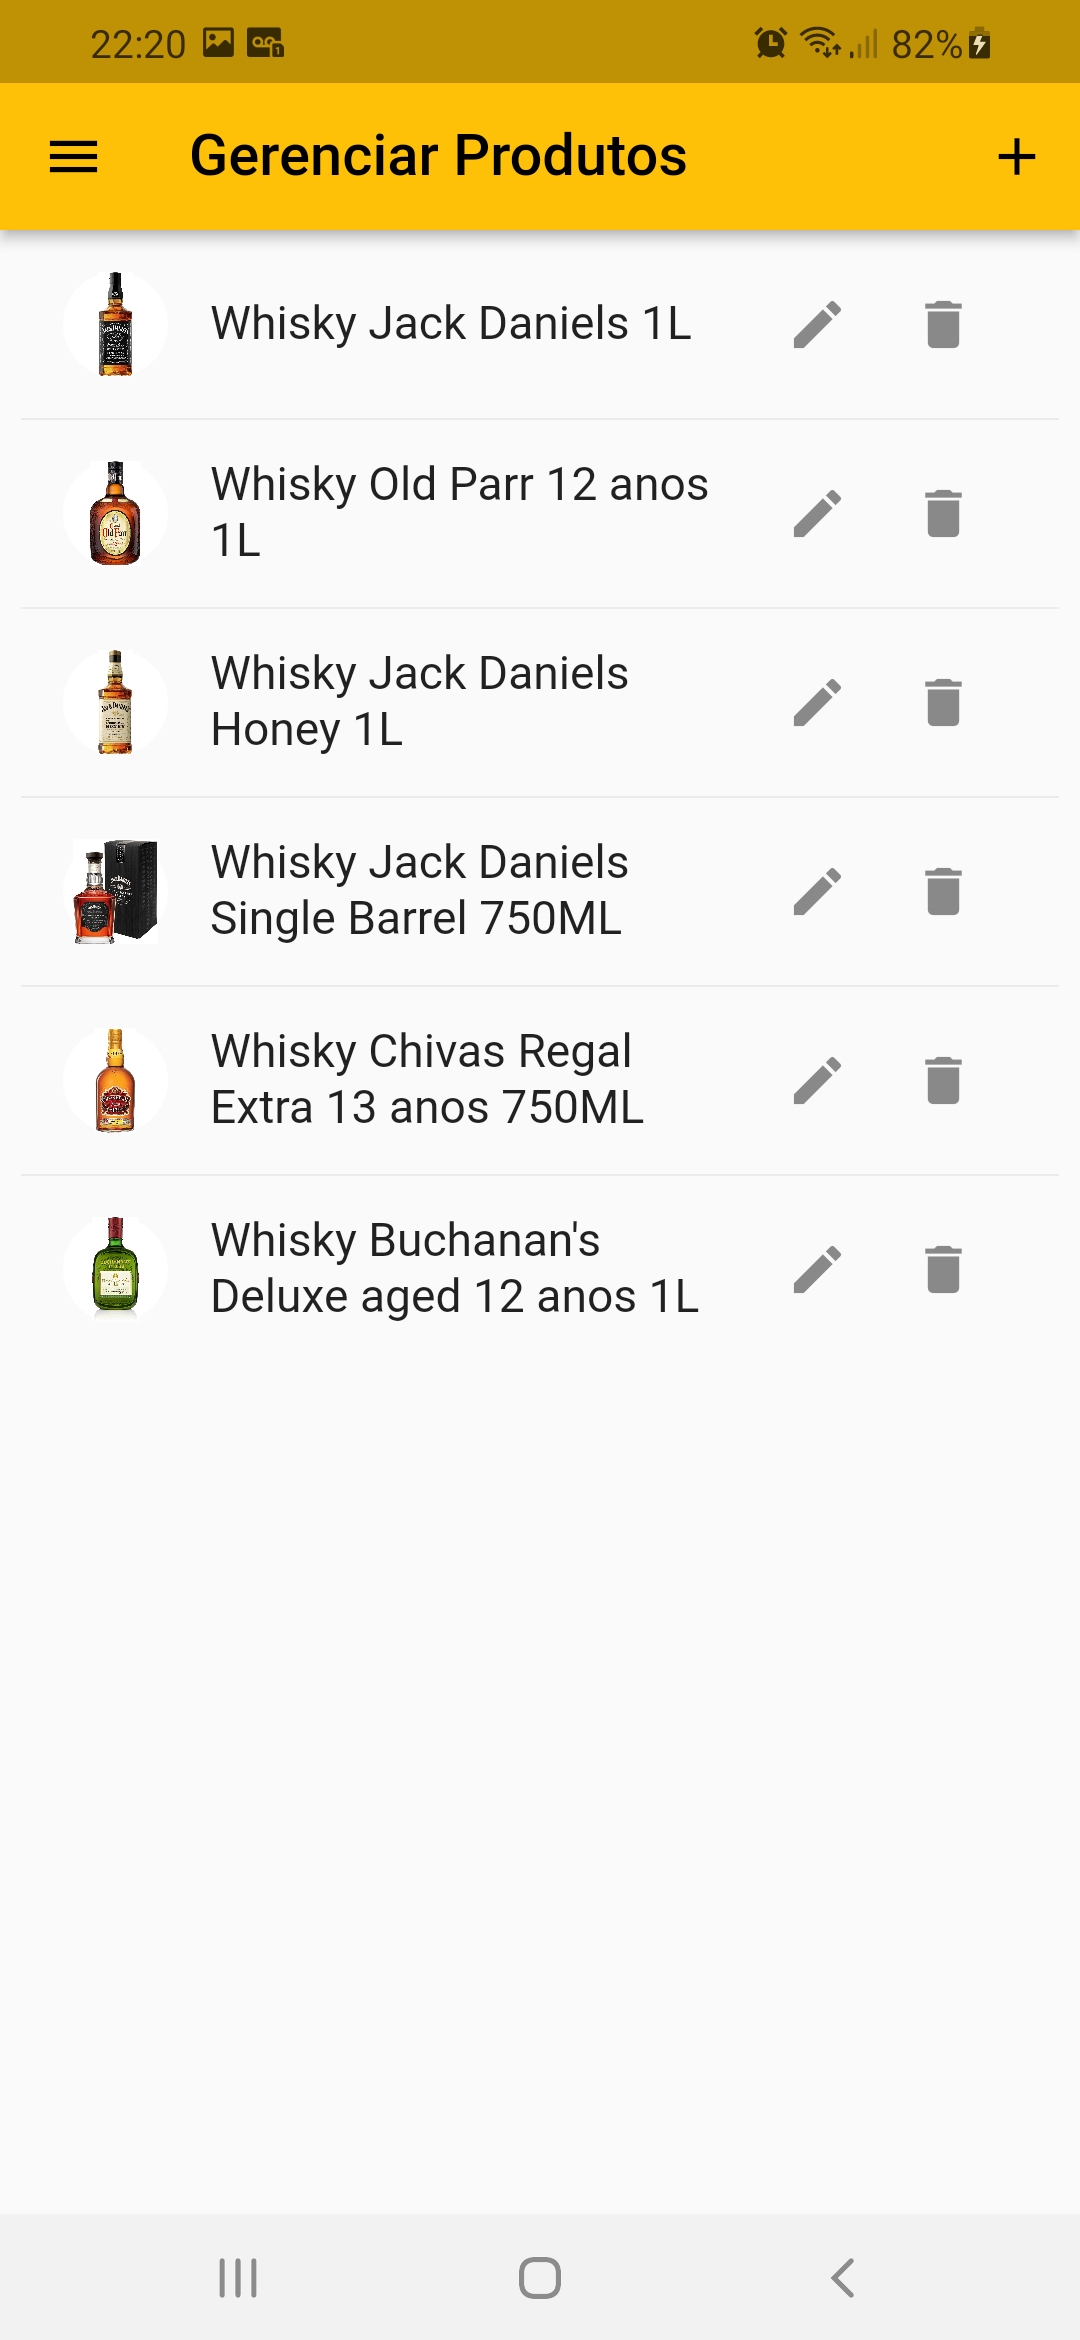 22:20
82%
Gerenciar Produtos
Whisky Jack Daniels 1L
Whisky Old Parr 12 anos
1L
Whisky Jack Daniels
Honey 1L
Whisky Jack Daniels
Single Barrel 750ML
Whisky Chivas Regal
Extra 13 anos 750ML
Whisky Buchanan's
Deluxe aged 12 anos 1L